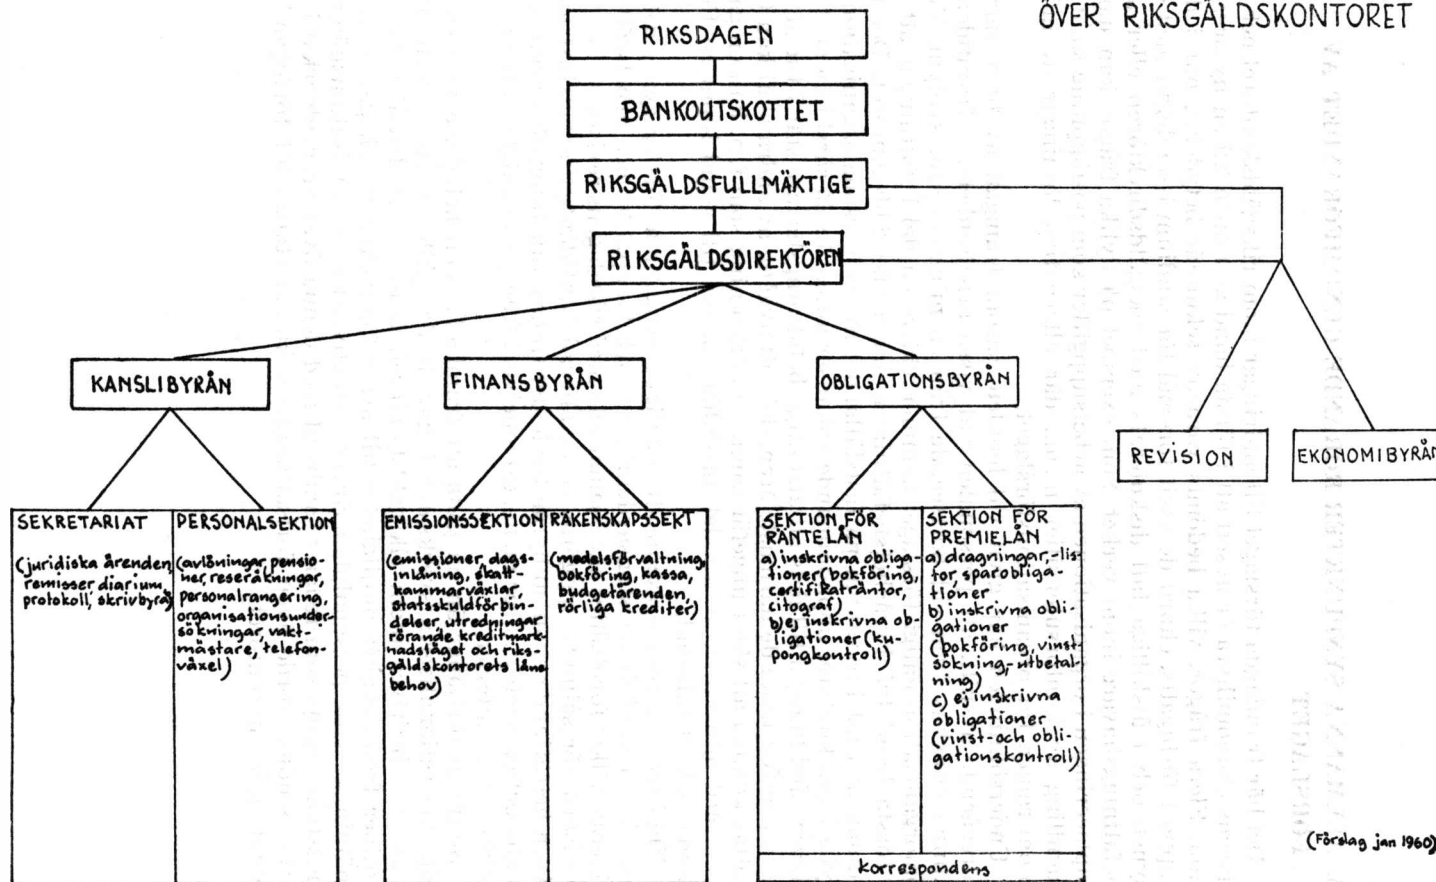 ÖVER RIKSGÄLDSKONTORET
RIKSDAGEN
BANKOUTSKOTTET
RIKSGÄLDSFULLMÄKTIGE
RIKSGÄLDSDIREKTÖREN
KANSLIBYRÅN
FINANSBYRÅN
OBLIGATIONSBYRÅN
REVISION
EKONOMIBYRÅN
SEKRETARIAT
(juridiska ärenden,
remisser diarium,
protokoll, skrivbyrå)
PERSONALSEKTION
(avlöningar, pensio-
ner, reseräkningar,
personalrangering,
organisationsunder-
sökningar, vakt-
mästare, telefon-
växel)
EMISSIONSSEKTION
(emissioner, dags-
inlåning, skatt-
kammarväxlar,
statsskuldförbin-
delser, utredningar
rörande kreditmark-
nadsläget och riks-
gäldskontorets låne
behov)
RÄKENSKAPSSEKT
(medelsförvaltning,
bokföring, kassa,
budgetärenden,
rörliga krediter)
SEKTION FÖR
RÄNTELÅN
a) inskrivna obliga-
tioner (bokföring,
certifikaträntor,
citograf)
b) ej inskrivna ob-
ligationer (ku-
pongkontroll)
SEKTION FÖR
PREMIELÅN
a) dragningar, -lis-
tor, sparobliga-
tioner
b) inskrivna obli-
gationer
(bokföring, vinst-
sökning, -utbetal-
ning)
c) ej inskrivna
obligationer
(vinst- och obli-
gationskontroll)
korrespondens
(Förslag jan 1960)